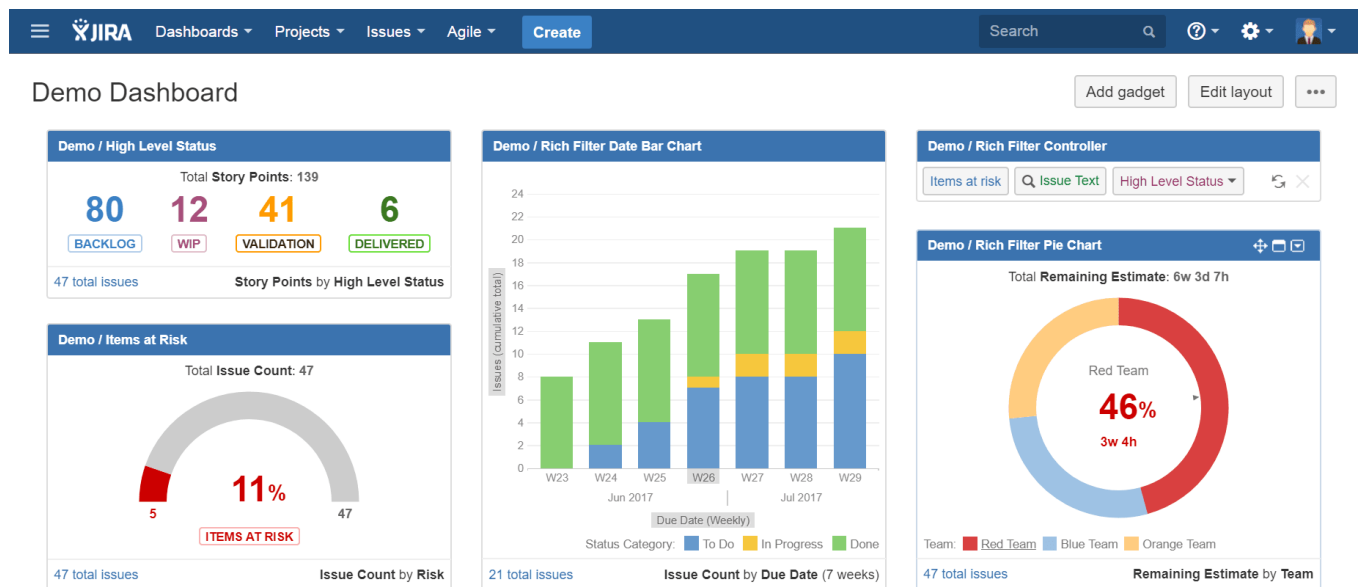 JIRA Dashboards Projects Issues Agile Create Search
Demo Dashboard
Add gadget Edit layout
Demo / High Level Status
Total Story Points: 139
80 12 41 6
BACKLOG WIP VALIDATION DELIVERED
47 total issues Story Points by High Level Status
Demo / Items at Risk
Total Issue Count: 47
11%
5 47
ITEMS AT RISK
47 total issues Issue Count by Risk
Demo / Rich Filter Date Bar Chart
Issues (cumulative total)
24
22
20
18
16
14
12
10
8
6
4
2
0
W23 W24 W25 W26 W27 W28 W29
Jun 2017 Jul 2017
Due Date (Weekly)
Status Category: To Do In Progress Done
21 total issues Issue Count by Due Date (7 weeks)
Demo / Rich Filter Controller
Items at risk Issue Text High Level Status
Demo / Rich Filter Pie Chart
Total Remaining Estimate: 6w 3d 7h
Red Team
46%
3w 4h
Team: Red Team Blue Team Orange Team
47 total issues Remaining Estimate by Team